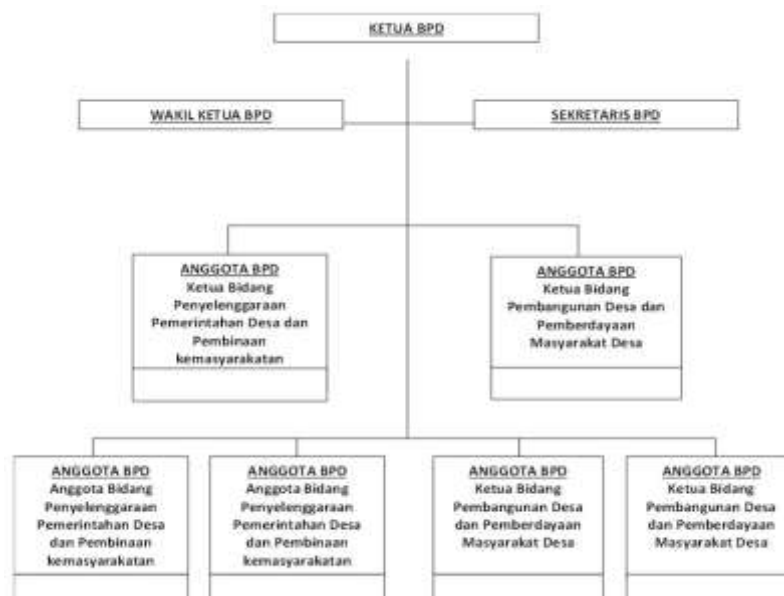 KETUA BPD
WAKIL KETUA BPD
SEKRETARIS BPD
ANGGOTA BPD
Ketua Bidang
Penyelenggaraan
Pemerintahan Desa dan
Pembinaan
kemasyarakatan
ANGGOTA BPD
Ketua Bidang
Pembangunan Desa dan
Pemberdayaan
Masyarakat Desa
ANGGOTA BPD
Anggota Bidang
Penyelenggaraan
Pemerintahan Desa
dan Pembinaan
kemasyarakatan
ANGGOTA BPD
Anggota Bidang
Penyelenggaraan
Pemerintahan Desa
dan Pembinaan
kemasyarakatan
ANGGOTA BPD
Ketua Bidang
Pembangunan Desa
dan Pemberdayaan
Masyarakat Desa
ANGGOTA BPD
Ketua Bidang
Pembangunan Desa
dan Pemberdayaan
Masyarakat Desa